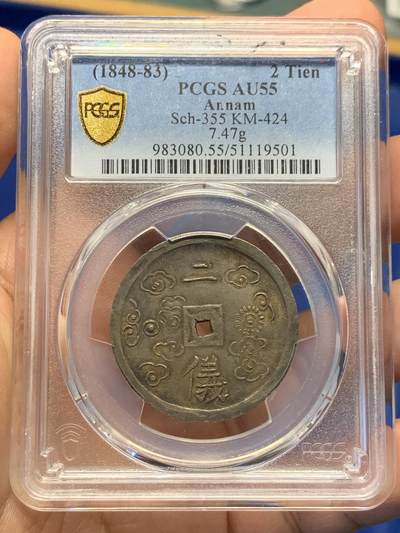 (1848-83) 2 Tien
PCGS AU55
Annam
Sch-355 KM-424
7.47g
983080.55/51119501
PCGS
二
儀